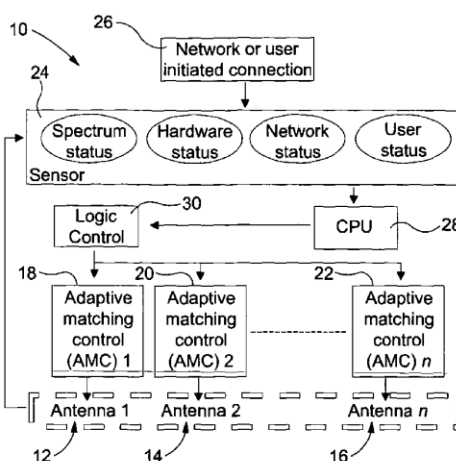 10
26
Network or user
initiated connection
24
Spectrum
status
Hardware
status
Network
status
User
status
Sensor
Logic
Control
30
CPU
28
18
Adaptive
matching
control
(AMC) 1
20
Adaptive
matching
control
(AMC) 2
22
Adaptive
matching
control
(AMC) n
Antenna 1
Antenna 2
Antenna n
12
14
16